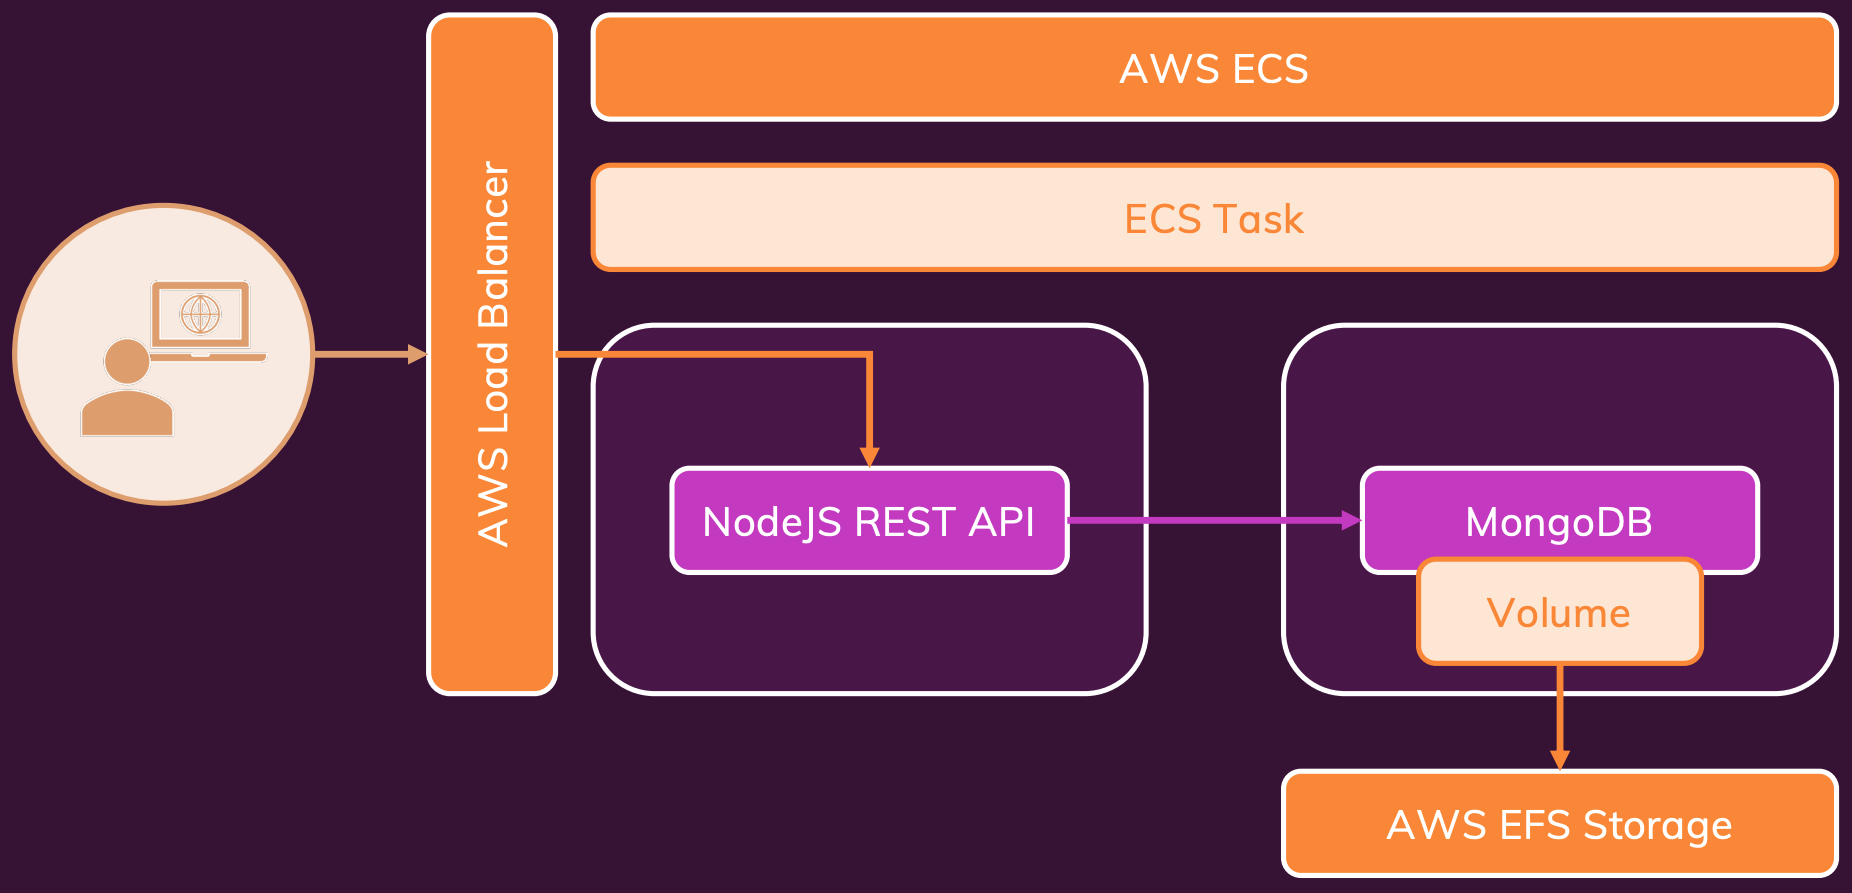 AWS Load Balancer
AWS ECS
ECS Task
NodeJS REST API
MongoDB
Volume
AWS EFS Storage